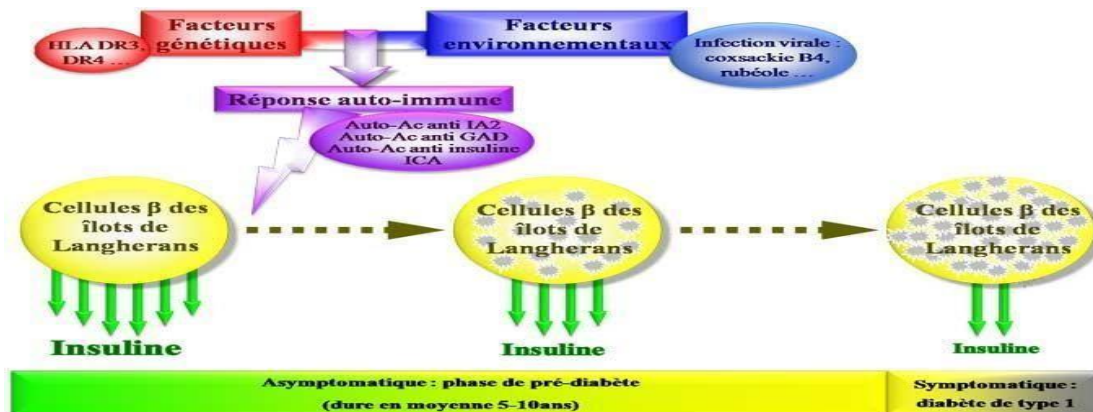 Facteurs
génétiques
HLA DR3,
DR4 ...
Facteurs
environnementaux
Infection virale :
coxsackie B4,
rubéole ...
Réponse auto-immune
Auto-Ac anti IA2
Auto-Ac anti GAD
Auto-Ac anti insuline
ICA
Cellules β des
îlots de
Langherans
Cellules β des
îlots de
Langherans
Cellules β des
îlots de
Langherans
Insuline
Insuline
Insuline
Asymptomatique : phase de pré-diabète
(dure en moyenne 5-10ans)
Symptomatique :
diabète de type 1